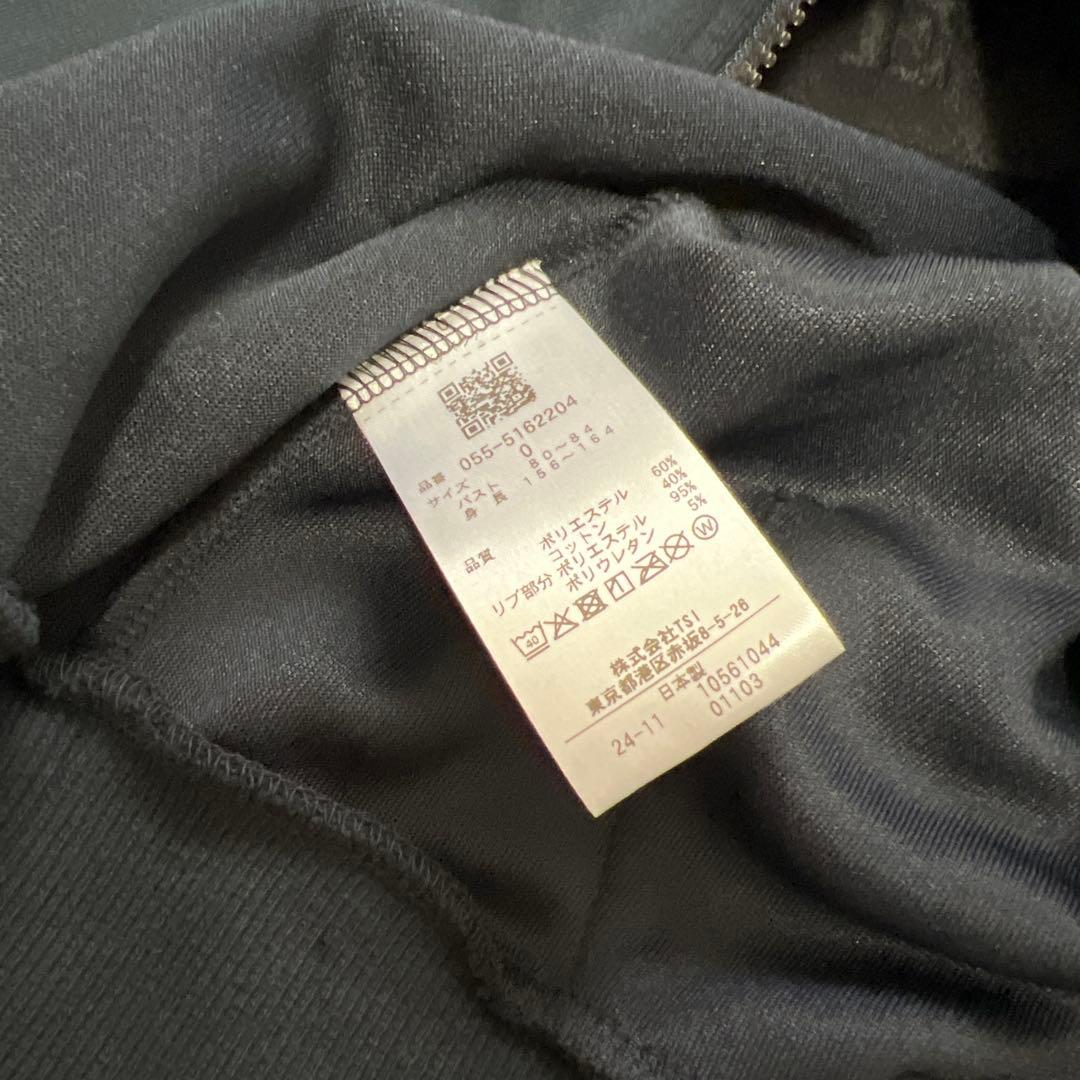 品番 055-5162204
サイズ 0
バスト 80～84
身 長 156～164
品質 ポリエステル 60%
コットン 40%
リブ部分 ポリエステル 95%
ポリウレタン 5%
40 W
株式会社TSI
東京都港区赤坂8-5-26
日本製 10561044
24-11 01103